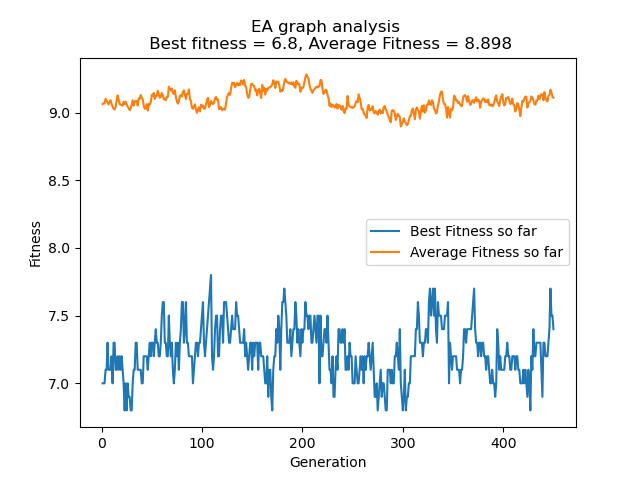 EA graph analysis
Best fitness = 6.8, Average Fitness = 8.898
9.0
8.5
8.0
7.5
7.0
Fitness
Best Fitness so far
Average Fitness so far
0 100 200 300 400
Generation